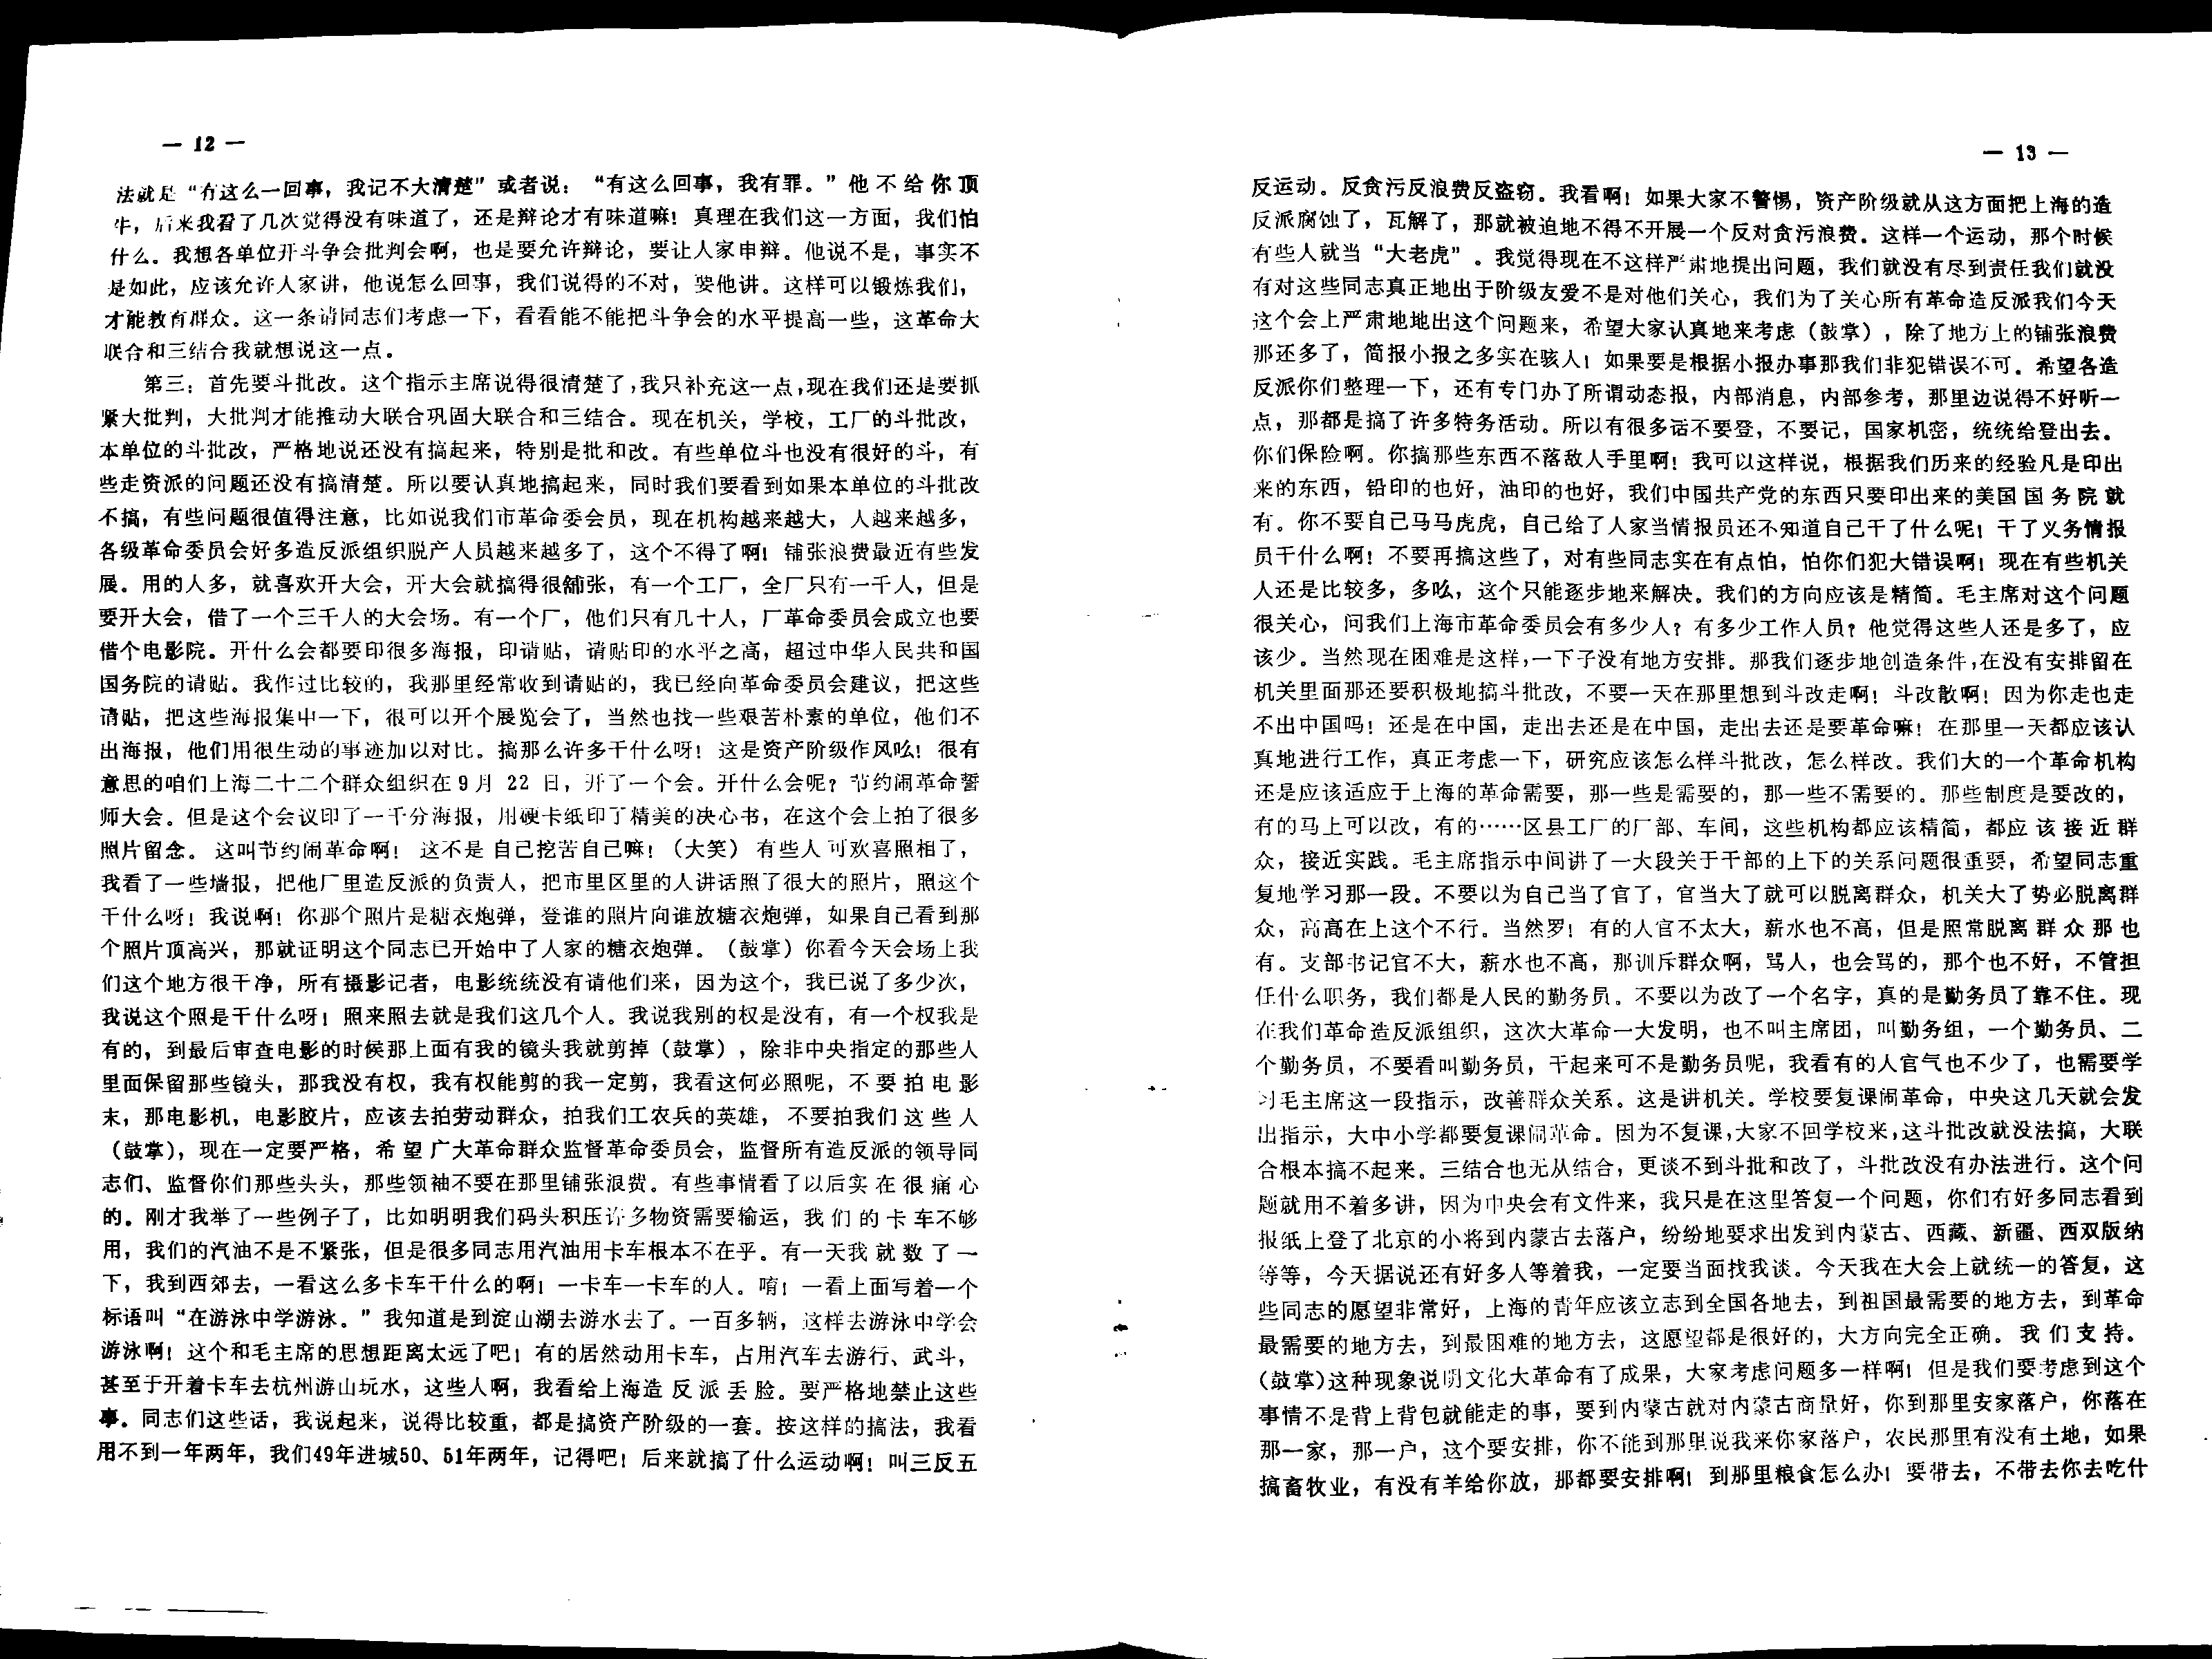 — 12 —
法就是“有这么一回事，我记不大清楚”或者说：“有这么回事，我有罪。”他不给你顶
牛，后来我看了几次觉得没有味道了，还是辩论才有味道嘛！真理在我们这一方面，我们怕
什么。我想各单位开斗争会批判会啊，也是要允许辩论，要让人家申辩。他说不是，事实不
是如此，应该允许人家讲，他说怎么回事，我们说得的不对，要他讲。这样可以锻炼我们，
才能教育群众。这一条请同志们考虑一下，看看能不能把斗争会的水平提高一些，这革命大
联合和三结合我就想说这一点。
第三：首先要斗批改。这个指示主席说得很清楚了，我只补充这一点，现在我们还是要抓
紧大批判，大批判才能推动大联合巩固大联合和三结合。现在机关，学校，工厂的斗批改，
本单位的斗批改，严格地说还没有搞起来，特别是批和改。有些单位斗也没有很好的斗，有
些走资派的问题还没有搞清楚。所以要认真地搞起来，同时我们要看到如果本单位的斗批改
不搞，有些问题很值得注意，比如说我们市革命委会员，现在机构越来越大，人越来越多，
各级革命委员会好多造反派组织脱产人员越来越多了，这个不得了啊！铺张浪费最近有些发
展。用的人多，就喜欢开大会，开大会就搞得很舖张，有一个工厂，全厂只有一千人，但是
要开大会，借了一个三千人的大会场。有一个厂，他们只有几十人，厂革命委员会成立也要
借个电影院。开什么会都要印很多海报，印请贴，请贴印的水平之高，超过中华人民共和国
国务院的请贴。我作过比较的，我那里经常收到请贴的，我已经向革命委员会建议，把这些
请贴，把这些海报集中一下，很可以开个展览会了，当然也找一些艰苦朴素的单位，他们不
出海报，他们用很生动的事迹加以对比。搞那么许多干什么呀！这是资产阶级作风吆！很有
意思的咱们上海二十二个群众组织在9月 22 日，开了一个会。开什么会呢？节约闹革命誓
师大会。但是这个会议印了一千分海报，用硬卡纸印了精美的决心书，在这个会上拍了很多
照片留念。这叫节约闹革命啊！这不是自己挖苦自己嘛！（大笑）有些人可欢喜照相了，
我看了一些墙报，把他厂里造反派的负责人，把市里区里的人讲话照了很大的照片，照这个
干什么呀！我说啊！你那个照片是糖衣炮弹，登谁的照片向谁放糖衣炮弹，如果自己看到那
个照片顶高兴，那就证明这个同志已开始中了人家的糖衣炮弹。（鼓掌）你看今天会场上我
们这个地方很干净，所有摄影记者，电影统统没有请他们来，因为这个，我已说了多少次，
我说这个照是干什么呀！照来照去就是我们这几个人。我说我别的权是没有，有一个权我是
有的，到最后审查电影的时候那上面有我的镜头我就剪掉（鼓掌），除非中央指定的那些人
里面保留那些镜头，那我没有权，我有权能剪的我一定剪，我看这何必照呢，不要拍电影
末，那电影机，电影胶片，应该去拍劳动群众，拍我们工农兵的英雄，不要拍我们这些人
（鼓掌），现在一定要严格，希望广大革命群众监督革命委员会，监督所有造反派的领导同
志们、监督你们那些头头，那些领袖不要在那里铺张浪费。有些事情看了以后实在很痛心
的。刚才我举了一些例子了，比如明明我们码头积压许多物资需要输运，我们的卡车不够
用，我们的汽油不是不紧张，但是很多同志用汽油用卡车根本不在乎。有一天我就数了一
下，我到西郊去，一看这么多卡车干什么的啊！一卡车一卡车的人。唷！一看上面写着一个
标语叫“在游泳中学游泳。”我知道是到淀山湖去游水去了。一百多辆，这样去游泳中学会
游泳啊！这个和毛主席的思想距离太远了吧！有的居然动用卡车，占用汽车去游行、武斗，
甚至于开着卡车去杭州游山玩水，这些人啊，我看给上海造反派丢脸。要严格地禁止这些
事。同志们这些话，我说起来，说得比较重，都是搞资产阶级的一套。按这样的搞法，我看
用不到一年两年，我们49年进城50、51年两年，记得吧！后来就搞了什么运动啊！叫三反五
— 13 —
反运动。反贪污反浪费反盗窃。我看啊！如果大家不警惕，资产阶级就从这方面把上海的造
反派腐蚀了，瓦解了，那就被迫地不得不开展一个反对贪污浪费。这样一个运动，那个时候
有些人就当“大老虎”。我觉得现在不这样严肃地提出问题，我们就没有尽到责任我们就没
有对这些同志真正地出于阶级友爱不是对他们关心，我们为了关心所有革命造反派我们今天
这个会上严肃地地出这个问题来，希望大家认真地来考虑（鼓掌），除了地方上的铺张浪费
那还多了，简报小报之多实在骇人！如果要是根据小报办事那我们非犯错误不可。希望各造
反派你们整理一下，还有专门办了所谓动态报，内部消息，内部参考，那里边说得不好听一
点，那都是搞了许多特务活动。所以有很多话不要登，不要记，国家机密，统统给登出去。
你们保险啊。你搞那些东西不落敌人手里啊！我可以这样说，根据我们历来的经验凡是印出
来的东西，铅印的也好，油印的也好，我们中国共产党的东西只要印出来的美国国务院就
有。你不要自己马马虎虎，自己给了人家当情报员还不知道自己干了什么呢！干了义务情报
员干什么啊！不要再搞这些了，对有些同志实在有点怕，怕你们犯大错误啊！现在有些机关
人还是比较多，多吆，这个只能逐步地来解决。我们的方向应该是精简。毛主席对这个问题
很关心，问我们上海市革命委员会有多少人？有多少工作人员？他觉得这些人还是多了，应
该少。当然现在困难是这样，一下子没有地方安排。那我们逐步地创造条件，在没有安排留在
机关里面那还要积极地搞斗批改，不要一天在那里想到斗改走啊！斗改散啊！因为你走也走
不出中国吗！还是在中国，走出去还是在中国，走出去还是要革命嘛！在那里一天都应该认
真地进行工作，真正考虑一下，研究应该怎么样斗批改，怎么样改。我们大的一个革命机构
还是应该适应于上海的革命需要，那一些是需要的，那一些不需要的。那些制度是要改的，
有的马上可以改，有的……区县工厂的厂部、车间，这些机构都应该精简，都应该接近群
众，接近实践。毛主席指示中间讲了一大段关于干部的上下的关系问题很重要，希望同志重
复地学习那一段。不要以为自己当了官了，官当大了就可以脱离群众，机关大了势必脱离群
众，高高在上这个不行。当然罗！有的人官不太大，薪水也不高，但是照常脱离群众那也
有。支部书记官不大，薪水也不高，那训斥群众啊，骂人，也会骂的，那个也不好，不管担
任什么职务，我们都是人民的勤务员。不要以为改了一个名字，真的是勤务员了靠不住。现
在我们革命造反派组织，这次大革命一大发明，也不叫主席团，叫勤务组，一个勤务员、二
个勤务员，不要看叫勤务员，干起来可不是勤务员呢，我看有的人官气也不少了，也需要学
习毛主席这一段指示，改善群众关系。这是讲机关。学校要复课闹革命，中央这几天就会发
出指示，大中小学都要复课闹革命。因为不复课，大家不回学校来，这斗批改就没法搞，大联
合根本搞不起来。三结合也无从结合，更谈不到斗批和改了，斗批改没有办法进行。这个问
题就用不着多讲，因为中央会有文件来，我只是在这里答复一个问题，你们有好多同志看到
报纸上登了北京的小将到内蒙古去落户，纷纷地要求出发到内蒙古、西藏、新疆、西双版纳
等等，今天据说还有好多人等着我，一定要当面找我谈。今天我在大会上就统一的答复，这
些同志的愿望非常好，上海的青年应该立志到全国各地去，到祖国最需要的地方去，到革命
最需要的地方去，到最困难的地方去，这愿望都是很好的，大方向完全正确。我们支持。
（鼓掌）这种现象说明文化大革命有了成果，大家考虑问题多一样啊！但是我们要考虑到这个
事情不是背上背包就能走的事，要到内蒙古就对内蒙古商量好，你到那里安家落户，你落在
那一家，那一户，这个要安排，你不能到那里说我来你家落户，农民那里有没有土地，如果
搞畜牧业，有没有羊给你放，那都要安排啊！到那里粮食怎么办！要带去，不带去你去吃什